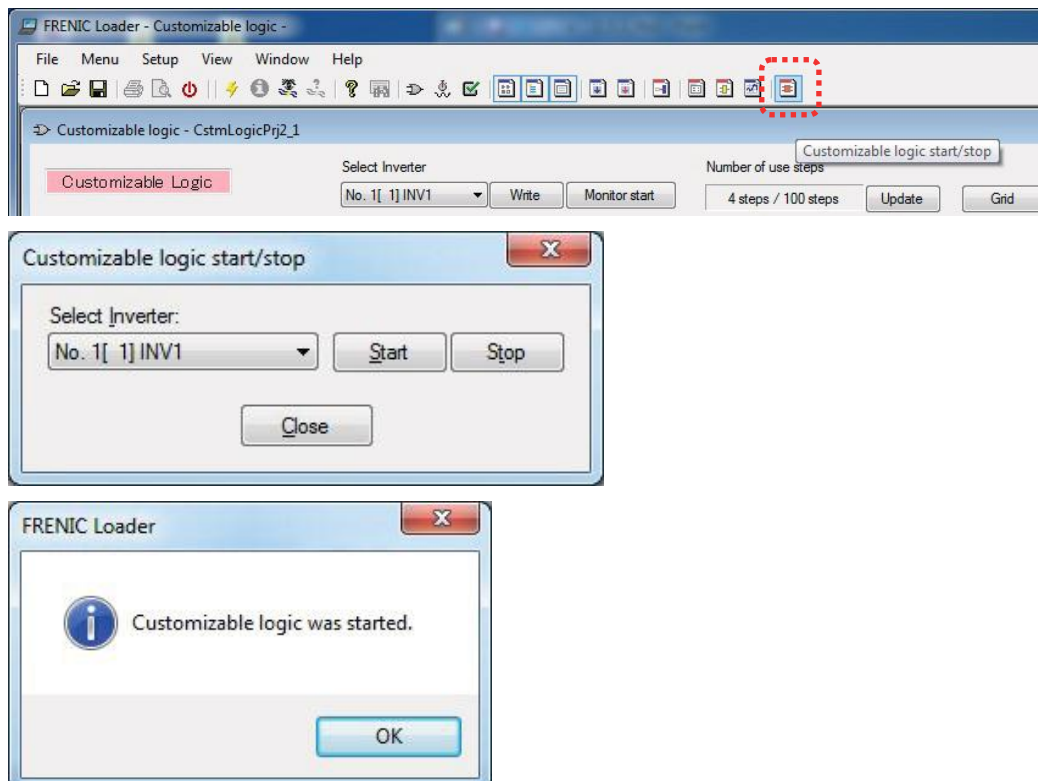 FRENIC Loader - Customizable logic -
File Menu Setup View Window Help
Customizable logic - CstmLogicPrj2_1
Customizable logic start/stop
Select Inverter Number of use steps
Customizable Logic
No. 1[ 1] INV1 Write Monitor start 4 steps / 100 steps Update Grid
Customizable logic start/stop
Select Inverter:
No. 1[ 1] INV1 Start Stop
Close
FRENIC Loader
Customizable logic was started.
OK